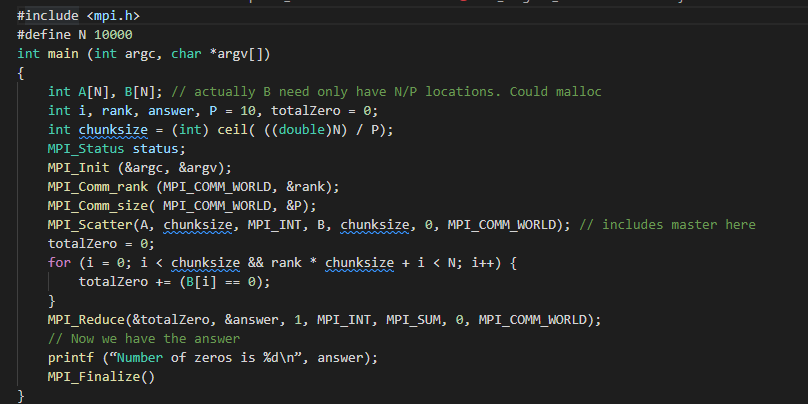 #include <mpi.h>
#define N 10000
int main (int argc, char *argv[])
{
    int A[N], B[N]; // actually B need only have N/P locations. Could malloc
    int i, rank, answer, P = 10, totalZero = 0;
    int chunksize = (int) ceil( ((double)N) / P);
    MPI_Status status;
    MPI_Init (&argc, &argv);
    MPI_Comm_rank (MPI_COMM_WORLD, &rank);
    MPI_Comm_size( MPI_COMM_WORLD, &P);
    MPI_Scatter(A, chunksize, MPI_INT, B, chunksize, 0, MPI_COMM_WORLD); // includes master here
    totalZero = 0;
    for (i = 0; i < chunksize && rank * chunksize + i < N; i++) {
        totalZero += (B[i] == 0);
    }
    MPI_Reduce(&totalZero, &answer, 1, MPI_INT, MPI_SUM, 0, MPI_COMM_WORLD);
    // Now we have the answer
    printf (“Number of zeros is %d\n”, answer);
    MPI_Finalize()
}